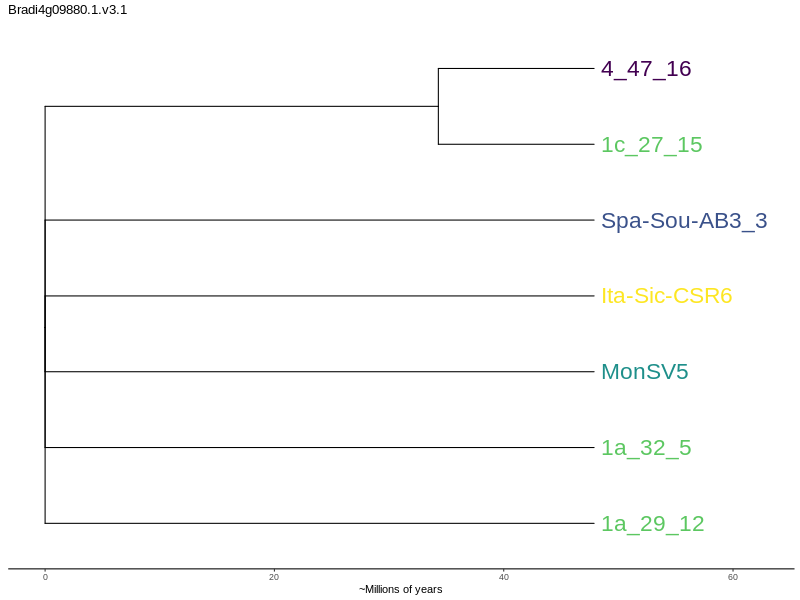 Bradi4g09880.1.v3.1
4_47_16
1c_27_15
Spa-Sou-AB3_3
Ita-Sic-CSR6
MonSV5
1a_32_5
1a_29_12
0 20 40 60
~Millions of years